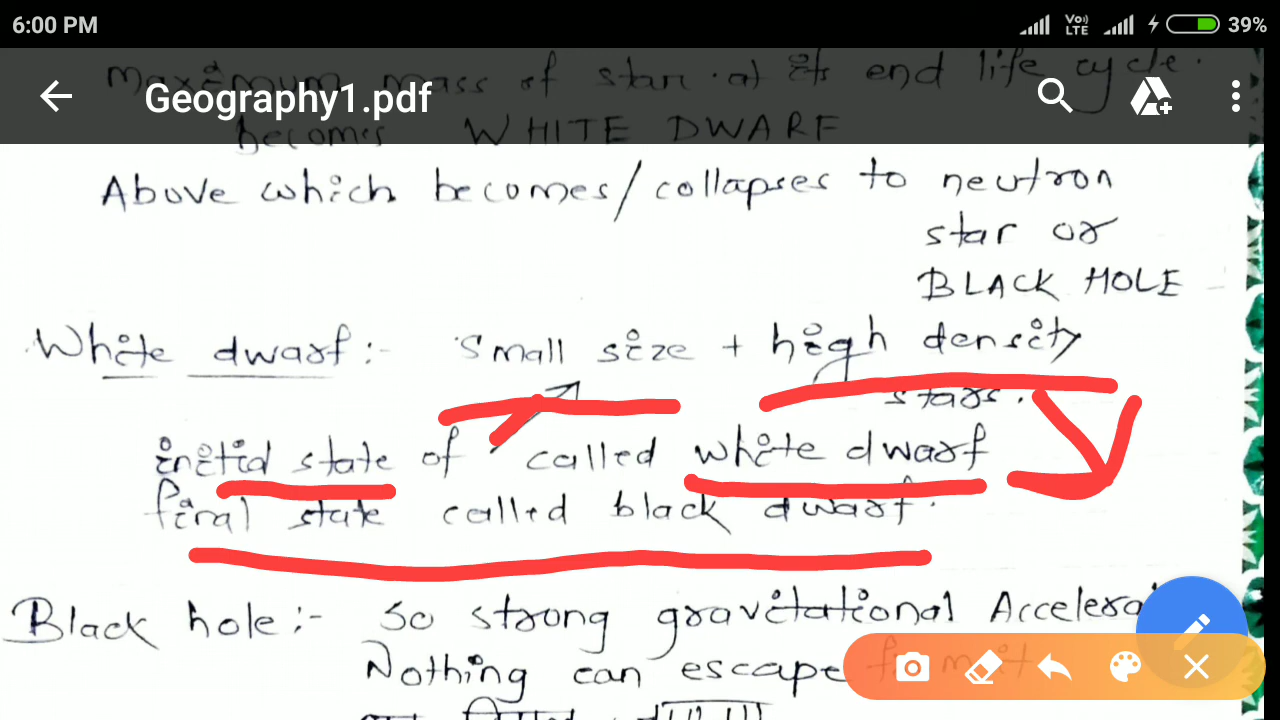 6:00 PM
Vo))
LTE
39%
Geography1.pdf
Maximum mass of star at its end life cycle.
becomes WHITE DWARF
Above which becomes/collapses to neutron
star or
BLACK HOLE
White dwarf:- Small size + high density
stars.
initial state of called white dwarf
final state called black dwarf.
Black hole:- So strong gravitational
Nothing can escape